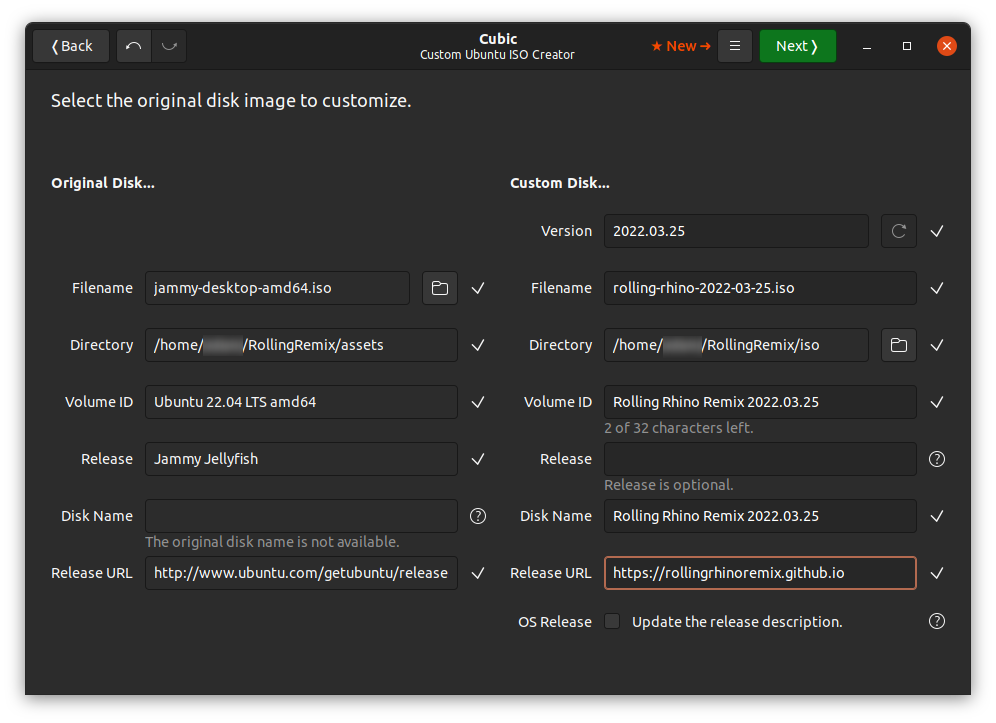 ❬Back
Cubic
Custom Ubuntu ISO Creator
★ New →
Next❭
Select the original disk image to customize.
Original Disk...
Custom Disk...
Version 2022.03.25
Filename jammy-desktop-amd64.iso
Filename rolling-rhino-2022-03-25.iso
Directory /home/ /RollingRemix/assets
Directory /home/ /RollingRemix/iso
Volume ID Ubuntu 22.04 LTS amd64
Volume ID Rolling Rhino Remix 2022.03.25
2 of 32 characters left.
Release Jammy Jellyfish
Release
Release is optional.
Disk Name
The original disk name is not available.
Disk Name Rolling Rhino Remix 2022.03.25
Release URL http://www.ubuntu.com/getubuntu/release
Release URL https://rollingrhinoremix.github.io
OS Release Update the release description.